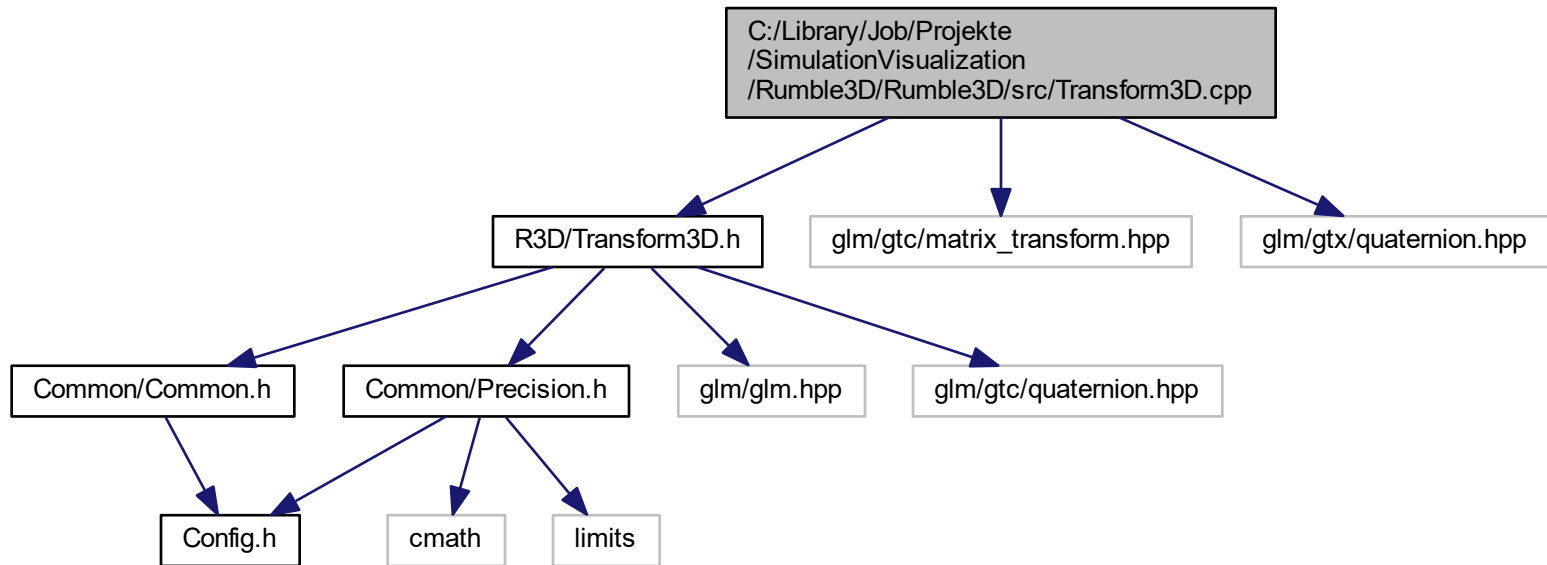 C:/Library/Job/Projekte
/SimulationVisualization
/Rumble3D/Rumble3D/src/Transform3D.cpp
R3D/Transform3D.h
glm/gtc/matrix_transform.hpp
glm/gtx/quaternion.hpp
Common/Common.h
Common/Precision.h
glm/glm.hpp
glm/gtc/quaternion.hpp
Config.h
cmath
limits